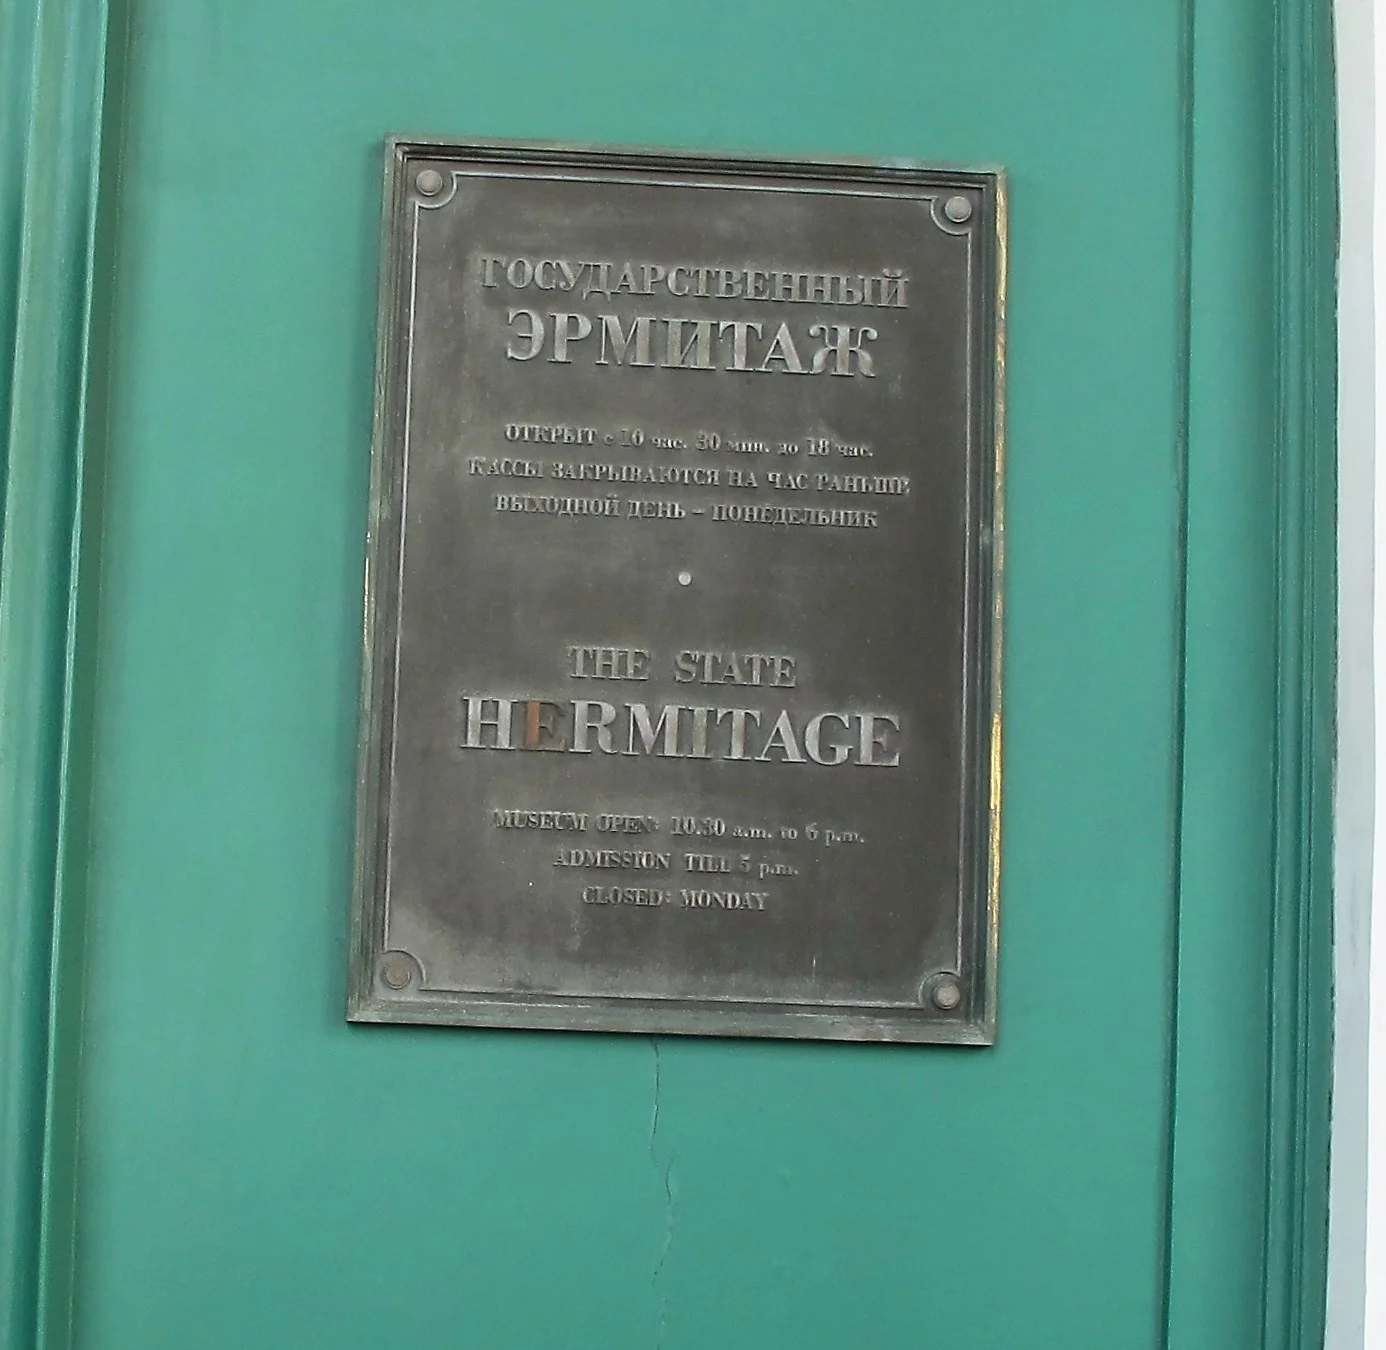 ГОСУДАРСТВЕННЫЙ
ЭРМИТАЖ
ОТКРЫТ с 10 час. 30 мин. до 18 час.
КАССЫ ЗАКРЫВАЮТСЯ НА ЧАС РАНЬШЕ
ВЫХОДНОЙ ДЕНЬ – ПОНЕДЕЛЬНИК
THE STATE
HERMITAGE
MUSEUM OPEN: 10.30 a.m. to 6 p.m.
ADMISSION TILL 5 p.m.
CLOSED: MONDAY